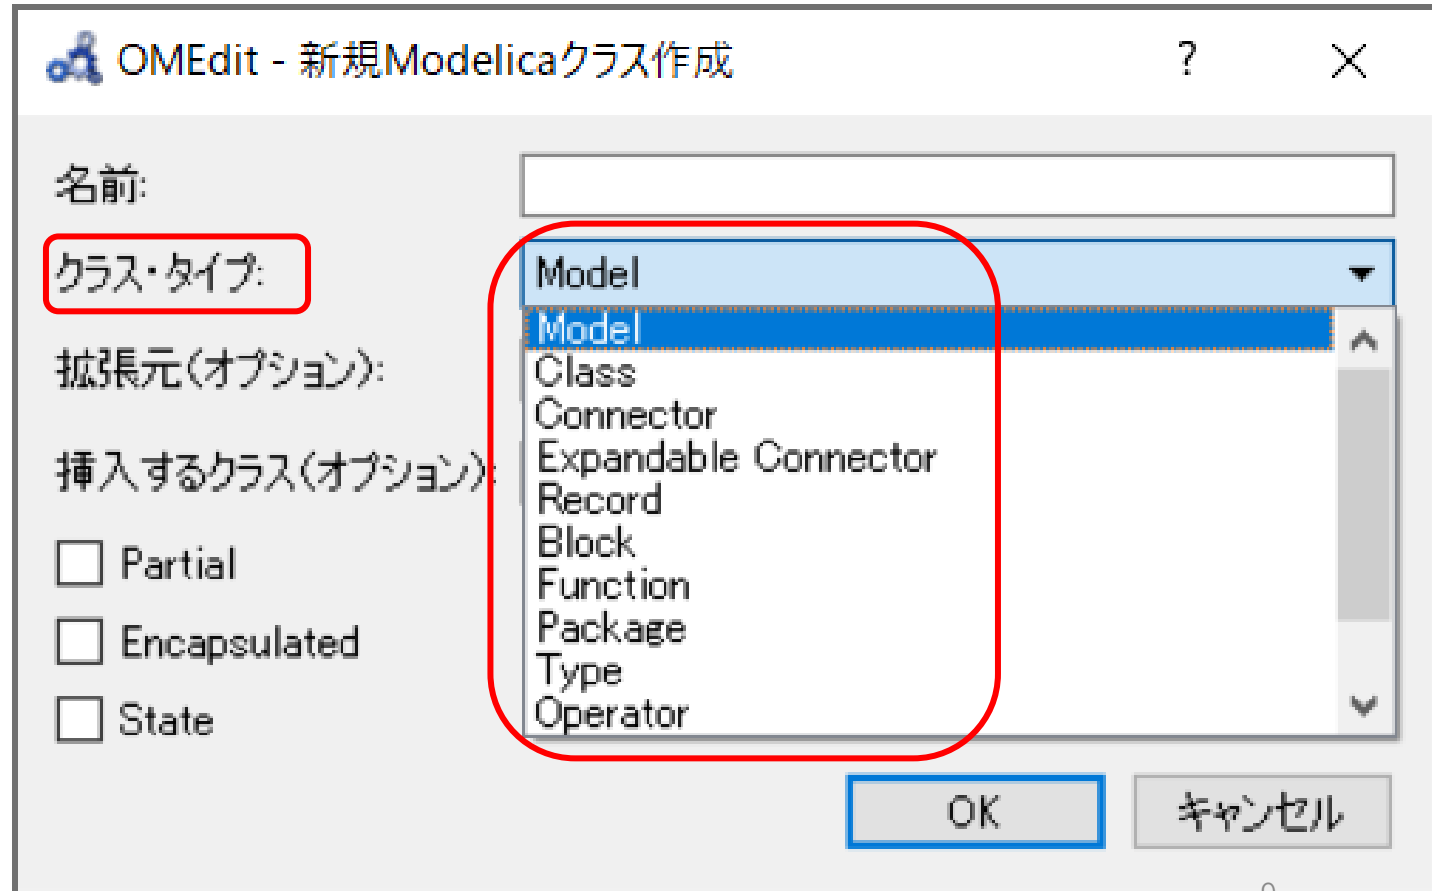 OMEdit - 新規Modelicaクラス作成 ?
名前:
クラス・タイプ: Model
Model
Class
拡張元(オプション):
Connector
Expandable Connector
挿入するクラス(オプション):
Record
Block
Partial
Function
Package
Encapsulated
Type
Operator
State
OK キャンセル